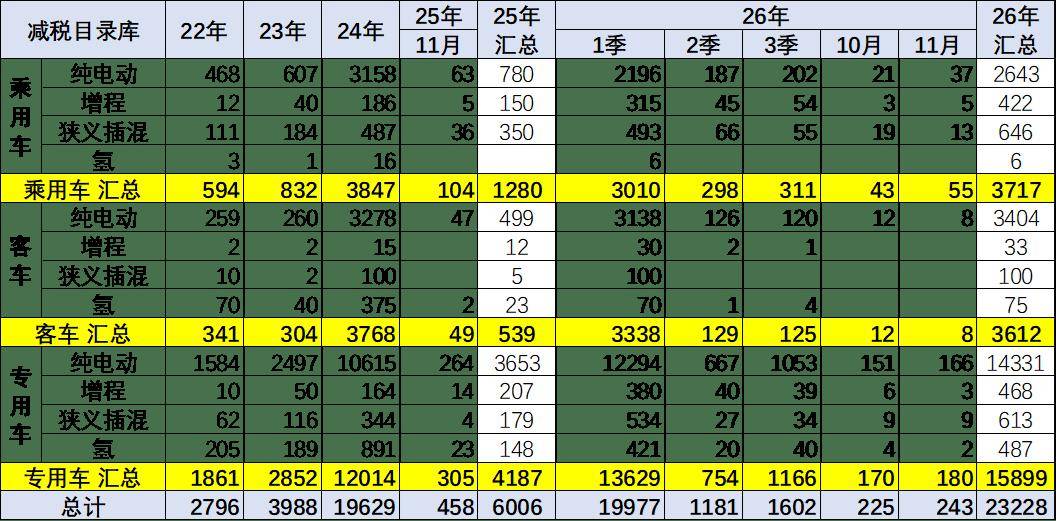 减税目录库 22年 23年 24年 25年 25年 26年 26年
11月 汇总 1季 2季 3季 10月 11月 汇总
乘用车 纯电动 468 607 3158 63 780 2196 187 202 21 37 2643
增程 12 40 186 5 150 315 45 54 3 5 422
狭义插混 111 184 487 36 350 493 66 55 19 13 646
氢 3 1 16 6 6
乘用车 汇总 594 832 3847 104 1280 3010 298 311 43 55 3717
客车 纯电动 259 260 3278 47 499 3138 126 120 12 8 3404
增程 2 2 15 12 30 2 1 33
狭义插混 10 2 100 5 100 100
氢 70 40 375 2 23 70 1 4 75
客车 汇总 341 304 3768 49 539 3338 129 125 12 8 3612
专用车 纯电动 1584 2497 10615 264 3653 12294 667 1053 151 166 14331
增程 10 50 164 14 207 380 40 39 6 3 468
狭义插混 62 116 344 4 179 534 27 34 9 9 613
氢 205 189 891 23 148 421 20 40 4 2 487
专用车 汇总 1861 2852 12014 305 4187 13629 754 1166 170 180 15899
总计 2796 3988 19629 458 6006 19977 1181 1602 225 243 23228